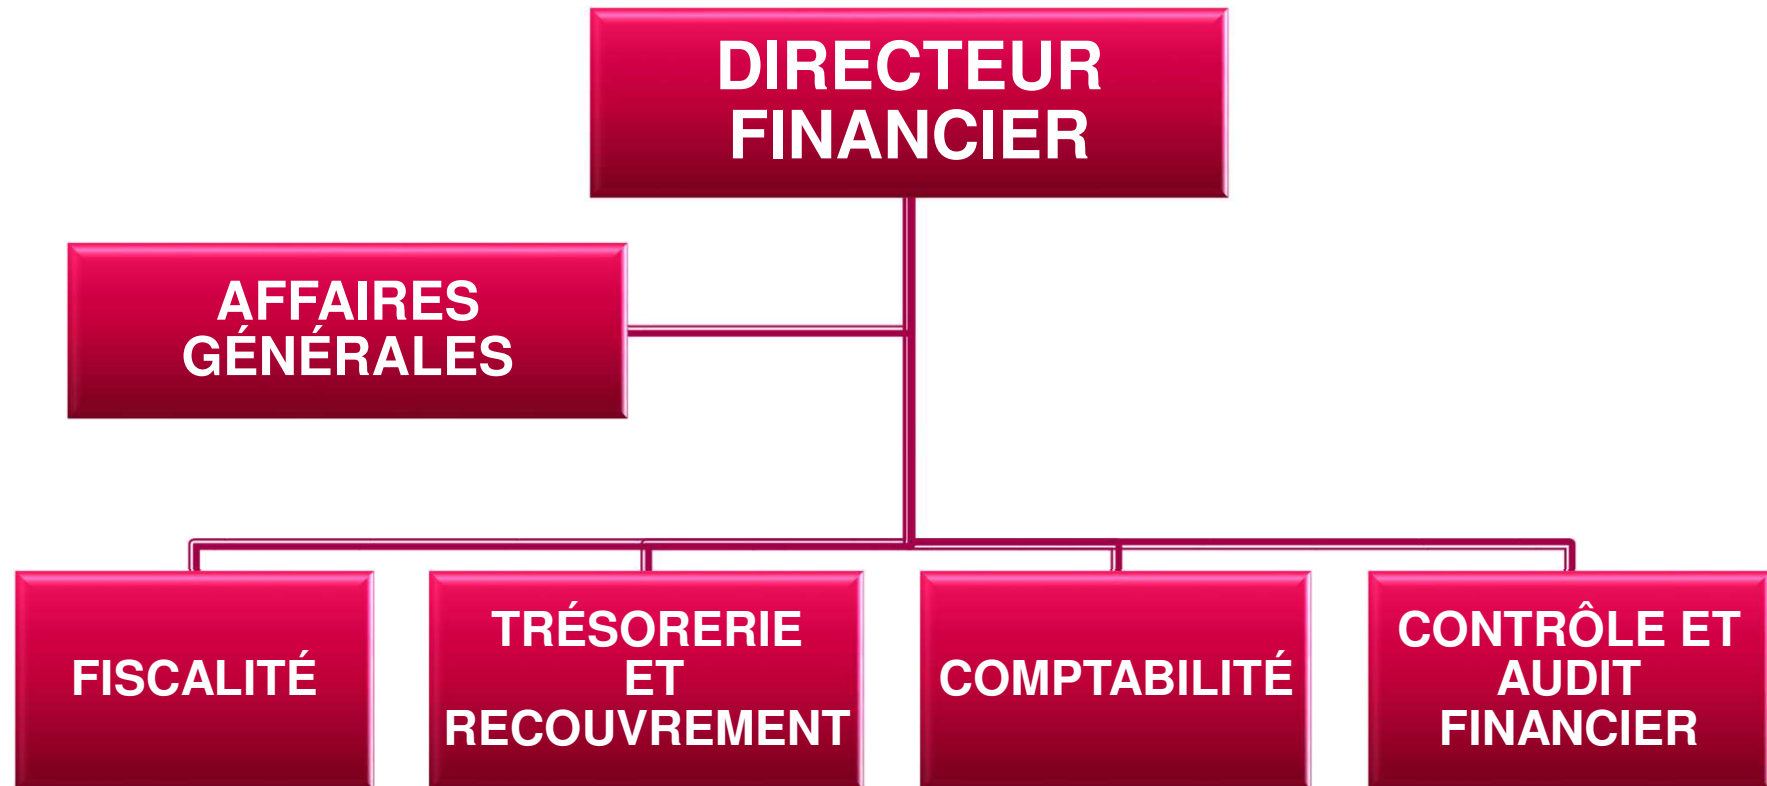 DIRECTEUR
FINANCIER
AFFAIRES
GÉNÉRALES
FISCALITÉ
TRÉSORERIE
ET
RECOUVREMENT
COMPTABILITÉ
CONTRÔLE ET
AUDIT
FINANCIER